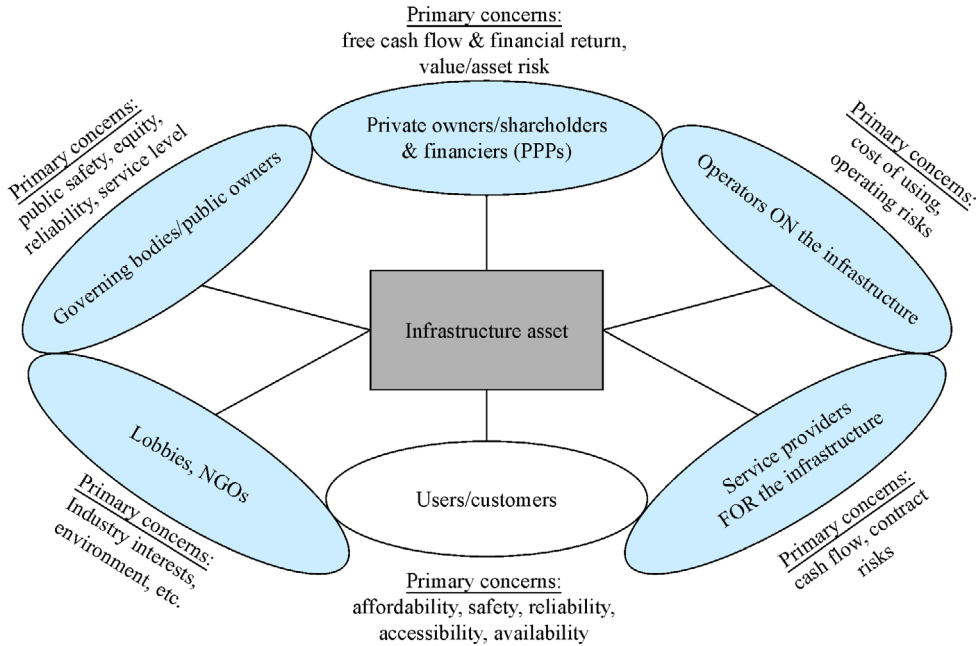 Primary concerns:
free cash flow & financial return,
value/asset risk
Private owners/shareholders
& financiers (PPPs)
Primary concerns:
public safety, equity,
reliability, service level
Governing bodies/public owners
Primary concerns:
cost of using,
operating risks
Operators ON the infrastructure
Infrastructure asset
Lobbies, NGOs
Primary concerns:
Industry interests,
environment, etc.
Users/customers
Primary concerns:
affordability, safety, reliability,
accessibility, availability
Service providers
FOR the infrastructure
Primary concerns:
cash flow, contract
risks